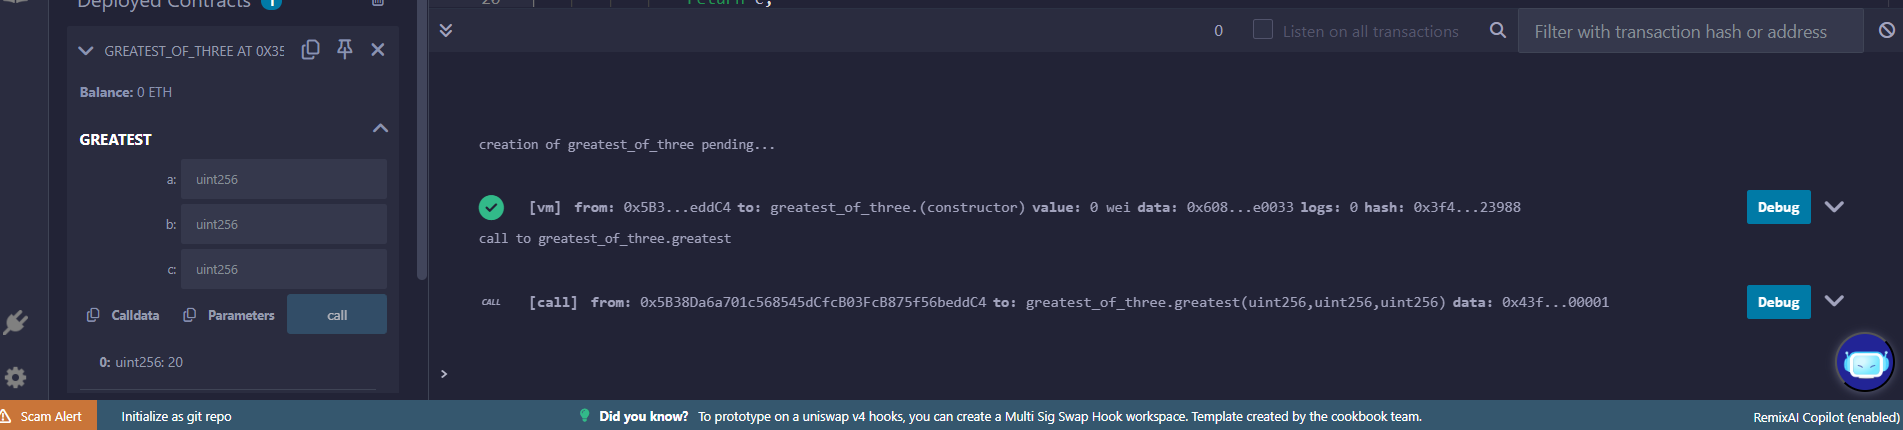 Deployed Contracts 1
GREATEST_OF_THREE AT 0X35
Balance: 0 ETH
GREATEST
a: uint256
b: uint256
c: uint256
Calldata Parameters call
0: uint256: 20
20 return c;
0 Listen on all transactions Filter with transaction hash or address
creation of greatest_of_three pending...
[vm] from: 0x5B3...eddC4 to: greatest_of_three.(constructor) value: 0 wei data: 0x608...e0033 logs: 0 hash: 0x3f4...23988 Debug
call to greatest_of_three.greatest
CALL [call] from: 0x5B38Da6a701c568545dCfcB03FcB875f56beddC4 to: greatest_of_three.greatest(uint256,uint256,uint256) data: 0x43f...00001 Debug
>
Scam Alert Initialize as git repo Did you know? To prototype on a uniswap v4 hooks, you can create a Multi Sig Swap Hook workspace. Template created by the cookbook team. RemixAI Copilot (enabled)